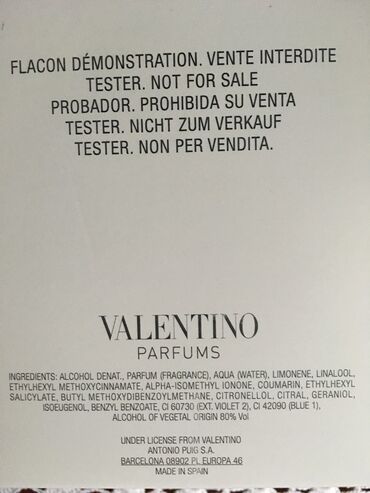 FLACON DÉMONSTRATION. VENTE INTERDITE
TESTER. NOT FOR SALE
PROBADOR. PROHIBIDA SU VENTA
TESTER. NICHT ZUM VERKAUF
TESTER. NON PER VENDITA.
VALENTINO
PARFUMS
INGREDIENTS: ALCOHOL DENAT., PARFUM (FRAGRANCE), AQUA (WATER), LIMONENE, LINALOOL,
ETHYLHEXYL METHOXYCINNAMATE, ALPHA-ISOMETHYL IONONE, COUMARIN, ETHYLHEXYL
SALICYLATE, BUTYL METHOXYDIBENZOYLMETHANE, CITRONELLOL, CITRAL, GERANIOL,
ISOEUGENOL, BENZYL BENZOATE, CI 60730 (EXT. VIOLET 2), CI 42090 (BLUE 1),
ALCOHOL OF VEGETAL ORIGIN 80% Vol
UNDER LICENSE FROM VALENTINO
ANTONIO PUIG S.A.
BARCELONA 08902 PL EUROPA 46
MADE IN SPAIN